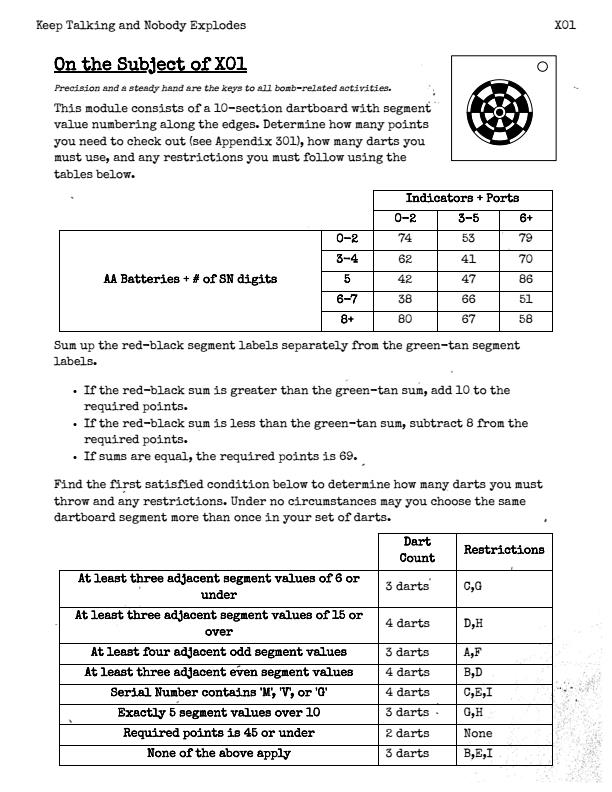 Keep Talking and Nobody Explodes X01
On the Subject of X01
Precision and a steady hand are the keys to all bomb-related activities.
This module consists of a 10-section dartboard with segment
value numbering along the edges. Determine how many points
you need to check out (see Appendix 301), how many darts you
must use, and any restrictions you must follow using the
tables below.
Indicators + Ports
0-2 3-5 6+
AA Batteries + # of SN digits
0-2 74 53 79
3-4 62 41 70
5 42 47 86
6-7 38 66 51
8+ 80 67 58
Sum up the red-black segment labels separately from the green-tan segment
labels.
• If the red-black sum is greater than the green-tan sum, add 10 to the
required points.
• If the red-black sum is less than the green-tan sum, subtract 8 from the
required points.
• If sums are equal, the required points is 69.
Find the first satisfied condition below to determine how many darts you must
throw and any restrictions. Under no circumstances may you choose the same
dartboard segment more than once in your set of darts.
Dart
Count
Restrictions
At least three adjacent segment values of 6 or
under
3 darts C,G
At least three adjacent segment values of 15 or
over
4 darts D,H
At least four adjacent odd segment values 3 darts A,F
At least three adjacent even segment values 4 darts B,D
Serial Number contains 'M', 'V', or 'G' 4 darts C,E,I
Exactly 5 segment values over 10 3 darts G,H
Required points is 45 or under 2 darts None
None of the above apply 3 darts B,E,I